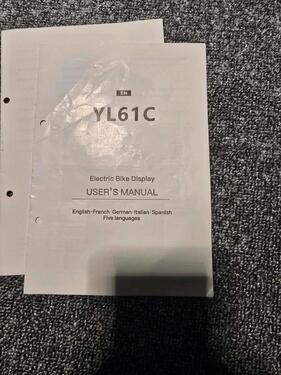 EN
YL61C
Electric Bike Display
USER'S MANUAL
English·French·German·Italian·Spanish
Five languages